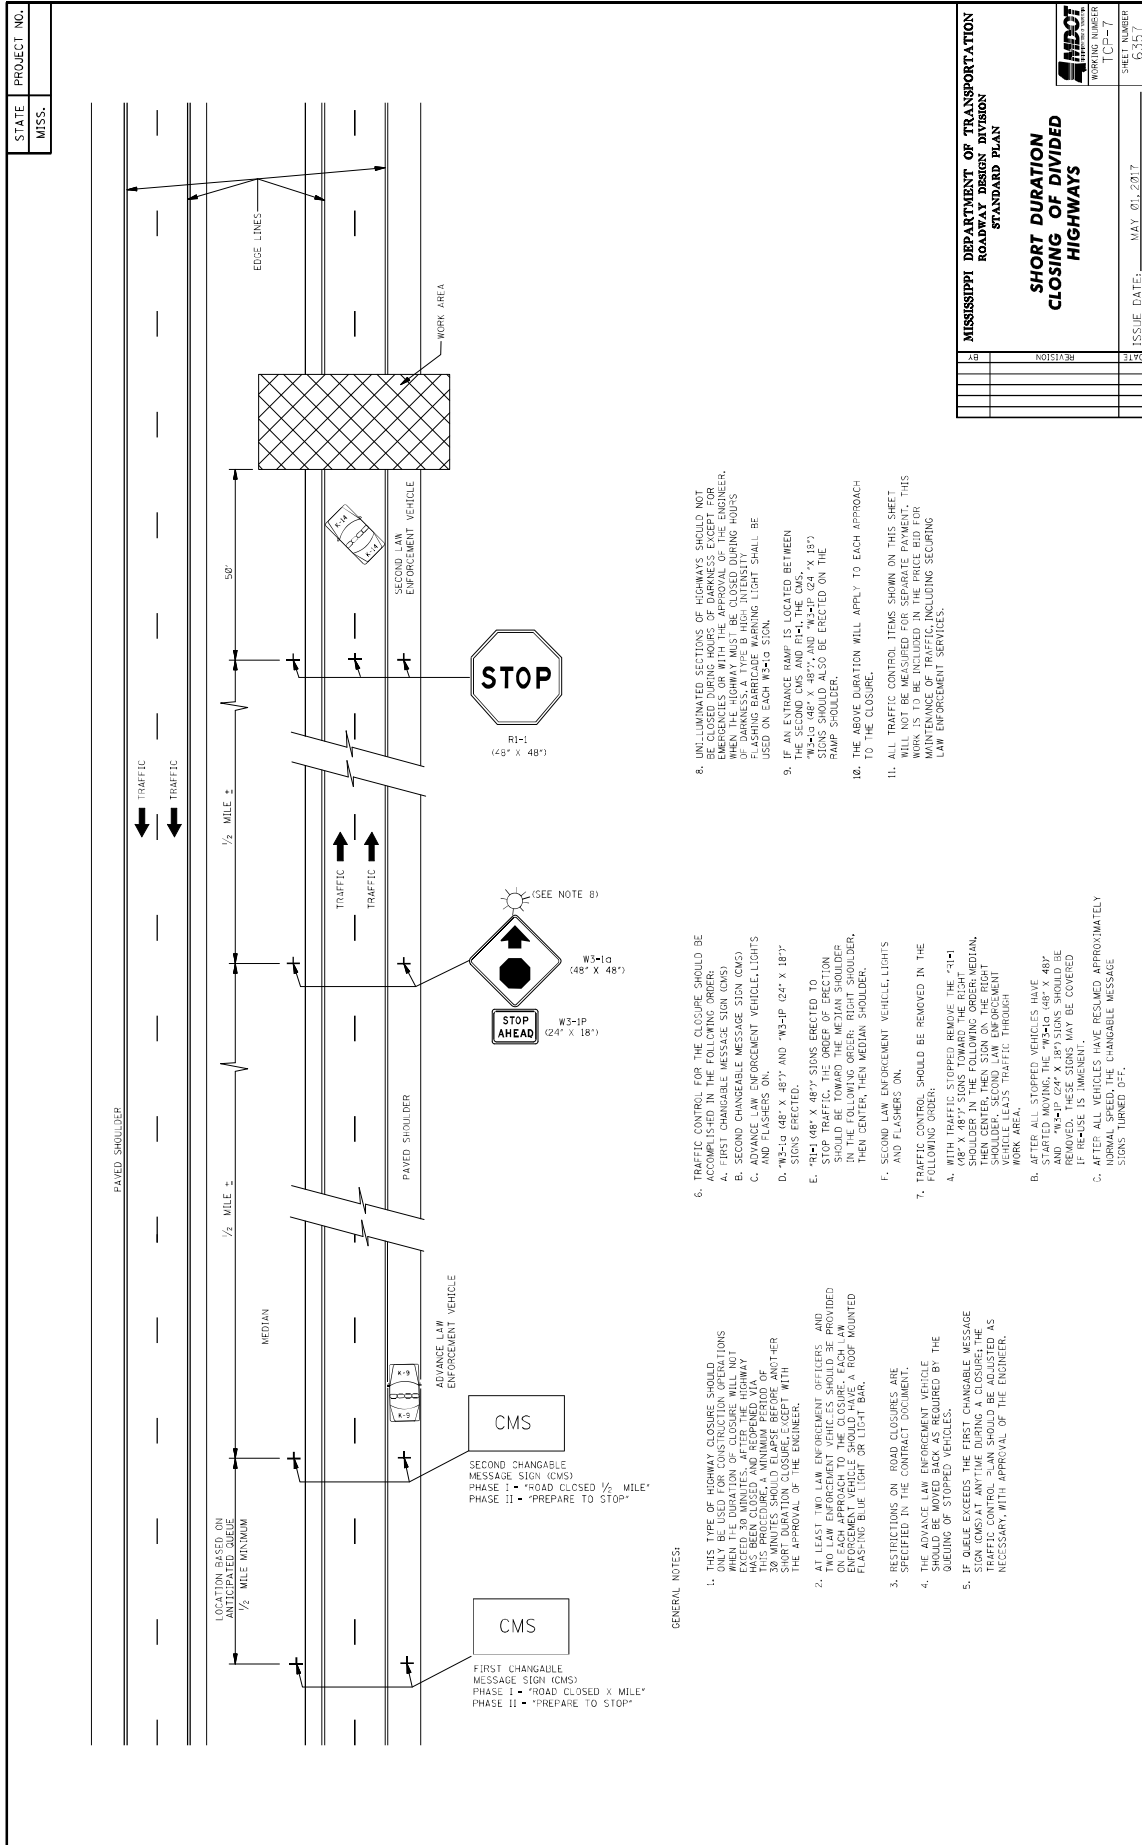 STATE
PROJECT NO.
MISS.
EDGE LINES
WORK AREA
50'
SECOND LAW
ENFORCEMENT VEHICLE
K-14
K-14
STOP
R1-1
(48" X 48")
TRAFFIC
TRAFFIC
1/2 MILE ±
TRAFFIC
TRAFFIC
(SEE NOTE 8)
W3-1a
(48" X 48")
STOP
AHEAD
W3-1P
(24" X 18")
PAVED SHOULDER
PAVED SHOULDER
1/2 MILE ±
MEDIAN
ADVANCE LAW
ENFORCEMENT VEHICLE
K-9
K-9
CMS
SECOND CHANGABLE
MESSAGE SIGN (CMS)
PHASE I - "ROAD CLOSED 1/2 MILE"
PHASE II - "PREPARE TO STOP"
LOCATION BASED ON
ANTICIPATED QUEUE
1/2 MILE MINIMUM
CMS
FIRST CHANGABLE
MESSAGE SIGN (CMS)
PHASE I - "ROAD CLOSED X MILE"
PHASE II - "PREPARE TO STOP"
GENERAL NOTES:
1. THIS TYPE OF HIGHWAY CLOSURE SHOULD
ONLY BE USED FOR CONSTRUCTION OPERATIONS
WHEN THE DURATION OF CLOSURE WILL NOT
EXCEED 30 MINUTES. AFTER THE HIGHWAY
HAS BEEN CLOSED AND REOPENED VIA
THIS PROCEDURE, A MINIMUM PERIOD OF
30 MINUTES SHOULD ELAPSE BEFORE ANOTHER
SHORT DURATION CLOSURE, EXCEPT WITH
THE APPROVAL OF THE ENGINEER.
2. AT LEAST TWO LAW ENFORCEMENT OFFICERS AND
TWO LAW ENFORCEMENT VEHICLES SHOULD BE PROVIDED
ON EACH APPROACH TO THE CLOSURE. EACH LAW
ENFORCEMENT VEHICLE SHOULD HAVE A ROOF MOUNTED
FLASHING BLUE LIGHT OR LIGHT BAR.
3. RESTRICTIONS ON ROAD CLOSURES ARE
SPECIFIED IN THE CONTRACT DOCUMENT.
4. THE ADVANCE LAW ENFORCEMENT VEHICLE
SHOULD BE MOVED BACK AS REQUIRED BY THE
QUEUING OF STOPPED VEHICLES.
5. IF QUEUE EXCEEDS THE FIRST CHANGABLE MESSAGE
SIGN (CMS) AT ANYTIME DURING A CLOSURE; THE
TRAFFIC CONTROL PLAN SHOULD BE ADJUSTED AS
NECESSARY, WITH APPROVAL OF THE ENGINEER.
6. TRAFFIC CONTROL FOR THE CLOSURE SHOULD BE
ACCOMPLISHED IN THE FOLLOWING ORDER:
A. FIRST CHANGABLE MESSAGE SIGN (CMS)
B. SECOND CHANGEABLE MESSAGE SIGN (CMS)
C. ADVANCE LAW ENFORCEMENT VEHICLE, LIGHTS
AND FLASHERS ON.
D. "W3-1a (48" X 48")" AND "W3-1P (24" X 18")"
SIGNS ERECTED.
E. "R1-1 (48" X 48")" SIGNS ERECTED TO
STOP TRAFFIC. THE ORDER OF ERECTION
SHOULD BE TOWARD THE MEDIAN SHOULDER
IN THE FOLLOWING ORDER: RIGHT SHOULDER,
THEN CENTER, THEN MEDIAN SHOULDER.
F. SECOND LAW ENFORCEMENT VEHICLE, LIGHTS
AND FLASHERS ON.
7. TRAFFIC CONTROL SHOULD BE REMOVED IN THE
FOLLOWING ORDER:
A. WITH TRAFFIC STOPPED REMOVE THE "R1-1
(48" X 48")" SIGNS TOWARD THE RIGHT
SHOULDER IN THE FOLLOWING ORDER: MEDIAN,
THEN CENTER, THEN SIGN ON THE RIGHT
SHOULDER. SECOND LAW ENFORCEMENT
VEHICLE LEADS TRAFFIC THROUGH
WORK AREA.
B. AFTER ALL STOPPED VEHICLES HAVE
STARTED MOVING, THE "W3-1a (48" X 48)"
AND "W3-1P (24" X 18") SIGNS SHOULD BE
REMOVED. THESE SIGNS MAY BE COVERED
IF RE-USE IS IMMENENT.
C. AFTER ALL VEHICLES HAVE RESUMED APPROXIMATELY
NORMAL SPEED, THE CHANGABLE MESSAGE
SIGNS TURNED OFF.
8. UNILLUMINATED SECTIONS OF HIGHWAYS SHOULD NOT
BE CLOSED DURING HOURS OF DARKNESS EXCEPT FOR
EMERGENCIES OR WITH THE APPROVAL OF THE ENGINEER.
WHEN THE HIGHWAY MUST BE CLOSED DURING HOURS
OF DARKNESS, A TYPE B HIGH INTENSITY
FLASHING BARRICADE WARNING LIGHT SHALL BE
USED ON EACH W3-1a SIGN.
9. IF AN ENTRANCE RAMP IS LOCATED BETWEEN
THE SECOND CMS AND R1-1, THE CMS,
"W3-1a (48" X 48")", AND "W3-1P (24 "X 18")
SIGNS SHOULD ALSO BE ERECTED ON THE
RAMP SHOULDER.
10. THE ABOVE DURATION WILL APPLY TO EACH APPROACH
TO THE CLOSURE.
11. ALL TRAFFIC CONTROL ITEMS SHOWN ON THIS SHEET
WILL NOT BE MEASURED FOR SEPARATE PAYMENT. THIS
WORK IS TO BE INCLUDED IN THE PRICE BID FOR
MAINTENANCE OF TRAFFIC, INCLUDING SECURING
LAW ENFORCEMENT SERVICES.
MISSISSIPPI DEPARTMENT OF TRANSPORTATION
ROADWAY DESIGN DIVISION
STANDARD PLAN
SHORT DURATION
CLOSING OF DIVIDED
HIGHWAYS
MDOT
WORKING NUMBER
TCP-7
SHEET NUMBER
6357
ISSUE DATE: MAY 01, 2017
BY
REVISION
DATE